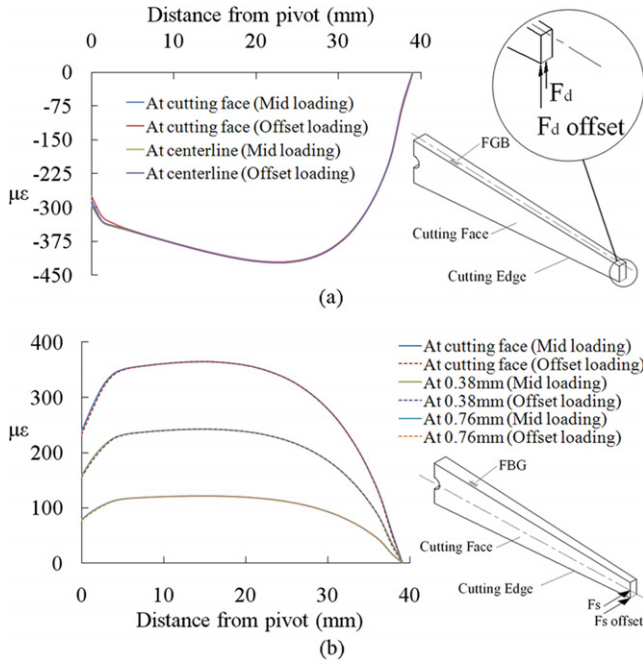 Distance from pivot (mm)
0 10 20 30 40
0
-75
-150
-225
-300
-375
-450
με
At cutting face (Mid loading)
At cutting face (Offset loading)
At centerline (Mid loading)
At centerline (Offset loading)
Fd
Fd offset
FGB
Cutting Face
Cutting Edge
(a)
400
300
200
100
0
με
0 10 20 30 40
Distance from pivot (mm)
At cutting face (Mid loading)
At cutting face (Offset loading)
At 0.38mm (Mid loading)
At 0.38mm (Offset loading)
At 0.76mm (Mid loading)
At 0.76mm (Offset loading)
FBG
Cutting Face
Cutting Edge
Fs
Fs offset
(b)